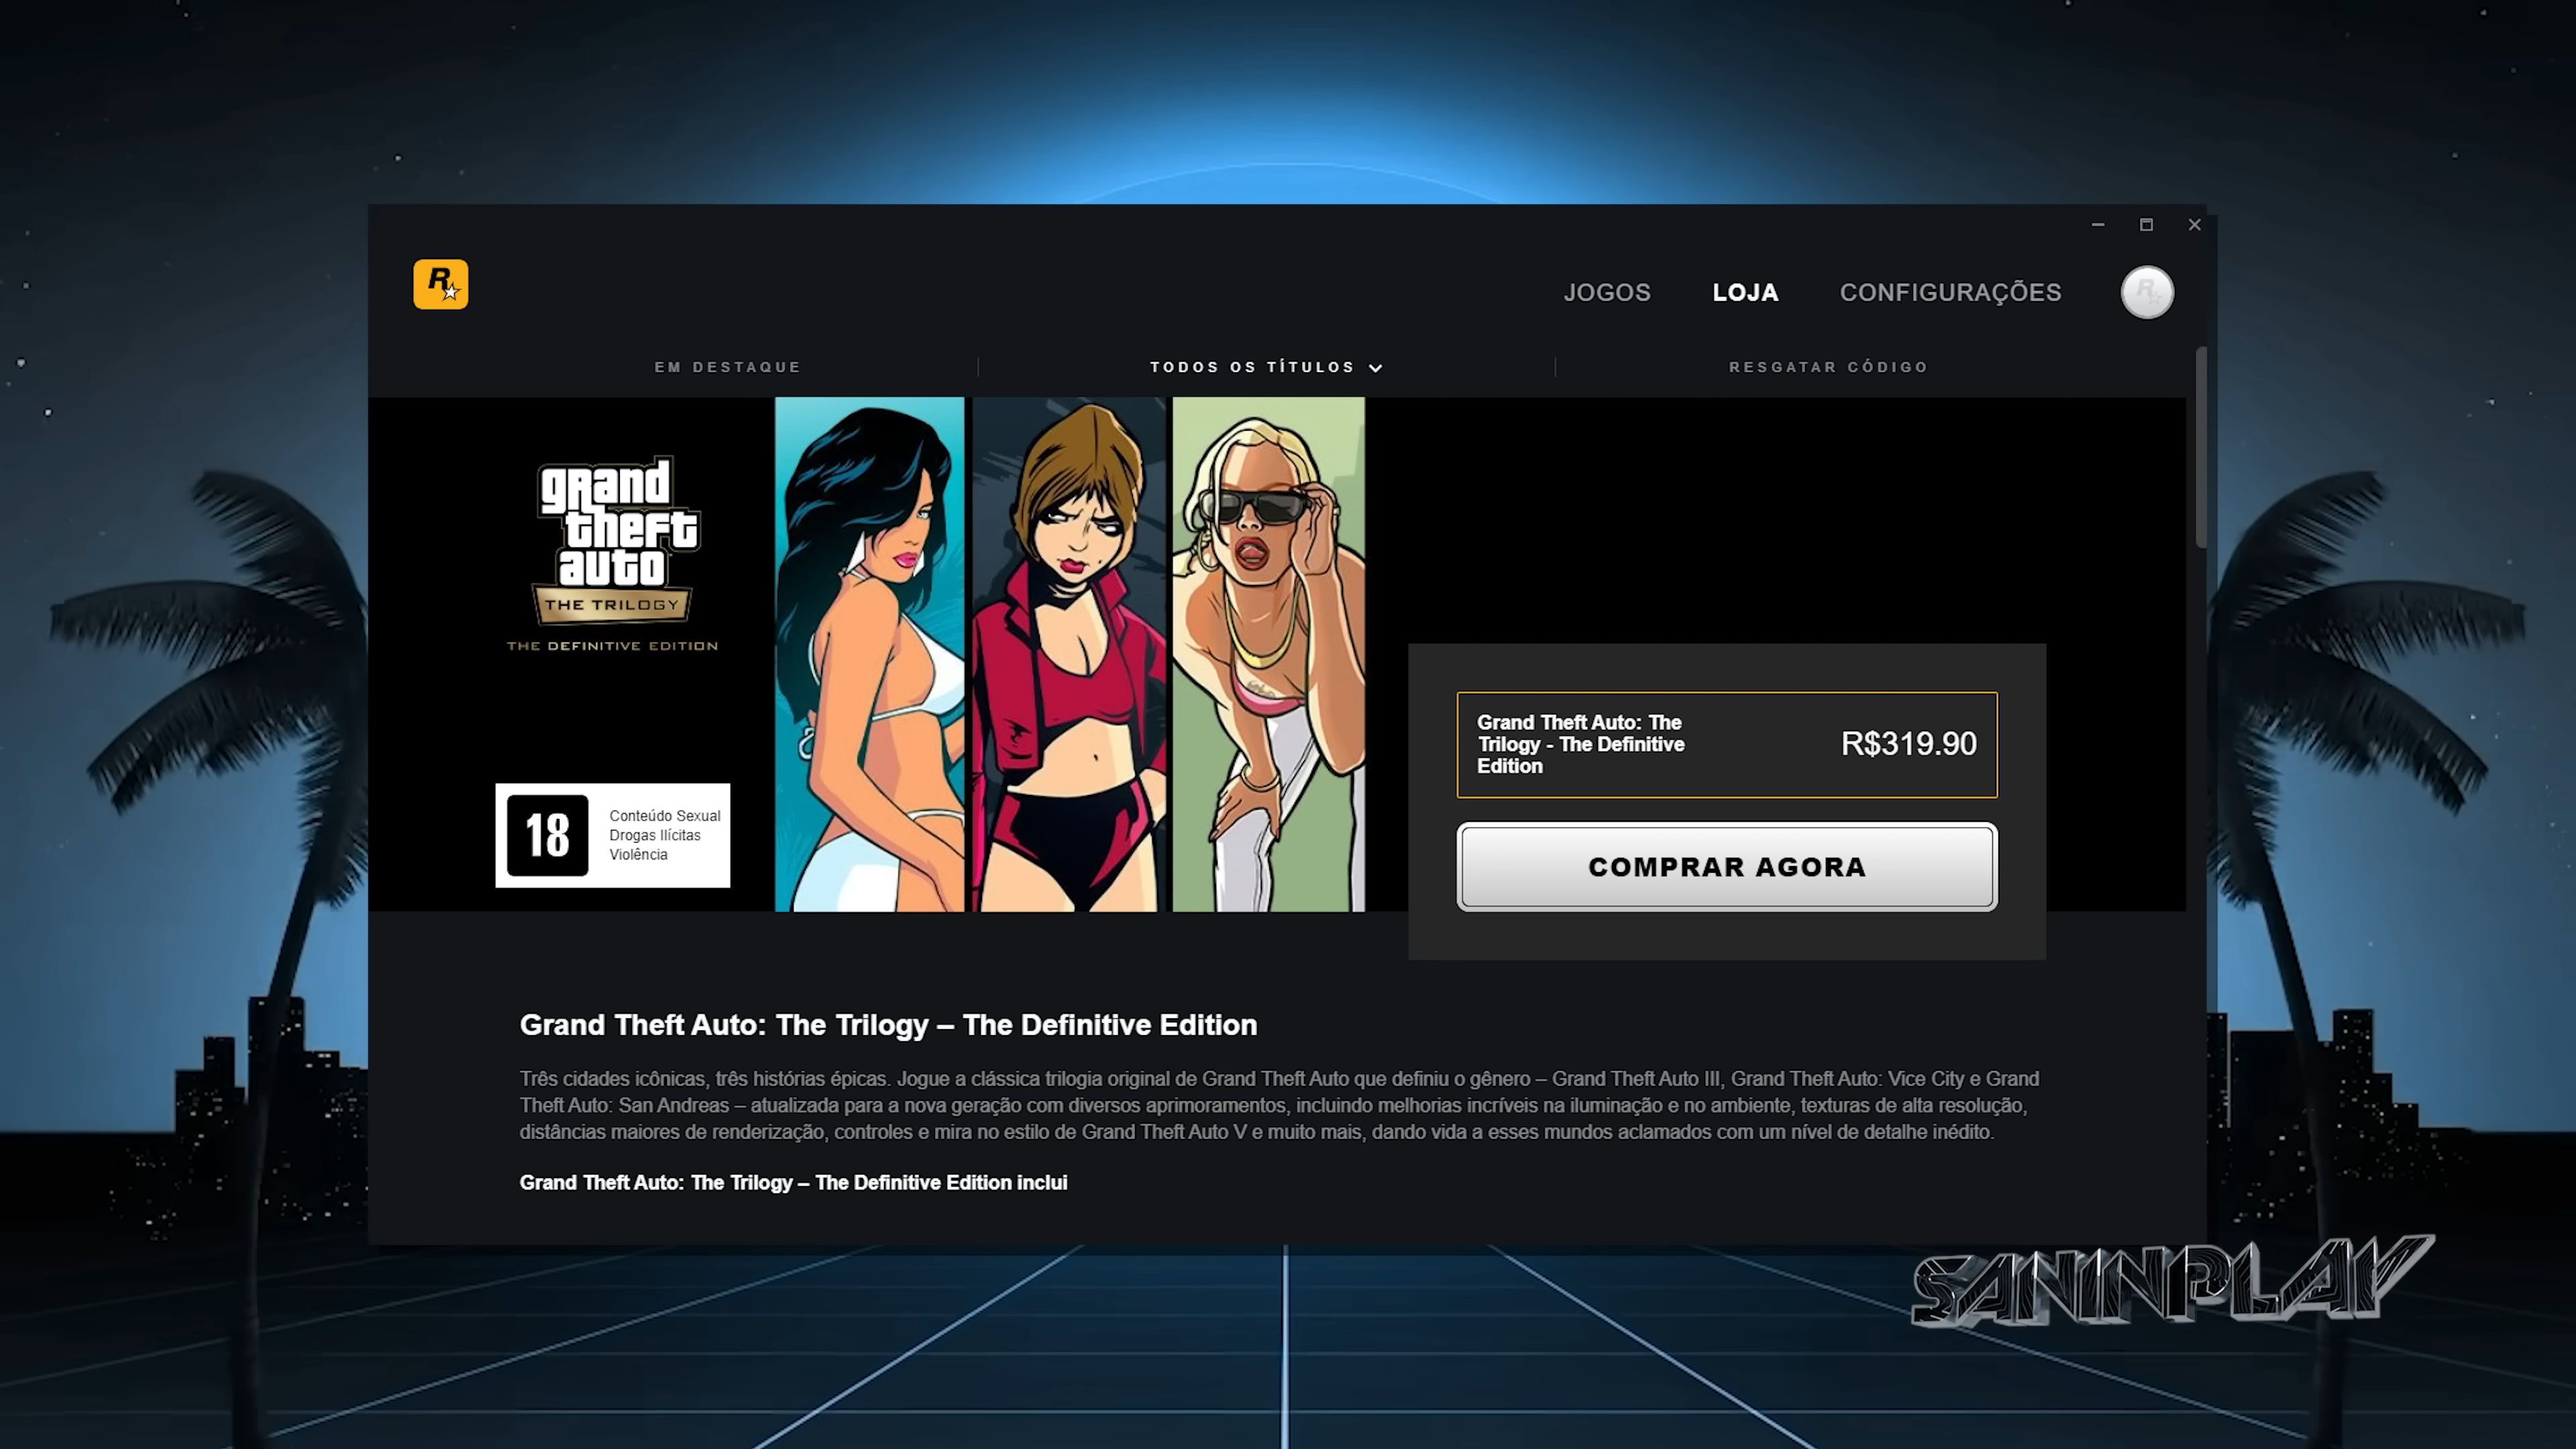 JOGOS LOJA CONFIGURAÇÕES
EM DESTAQUE TODOS OS TÍTULOS RESGATAR CÓDIGO
grand
theft
auto
THE TRILOGY
THE DEFINITIVE EDITION
18
Conteúdo Sexual
Drogas Ilícitas
Violência
Grand Theft Auto: The
Trilogy - The Definitive
Edition
R$319.90
COMPRAR AGORA
Grand Theft Auto: The Trilogy – The Definitive Edition
Três cidades icônicas, três histórias épicas. Jogue a clássica trilogia original de Grand Theft Auto que definiu o gênero – Grand Theft Auto III, Grand Theft Auto: Vice City e Grand
Theft Auto: San Andreas – atualizada para a nova geração com diversos aprimoramentos, incluindo melhorias incríveis na iluminação e no ambiente, texturas de alta resolução,
distâncias maiores de renderização, controles e mira no estilo de Grand Theft Auto V e muito mais, dando vida a esses mundos aclamados com um nível de detalhe inédito.
Grand Theft Auto: The Trilogy – The Definitive Edition inclui
SANINPLAY